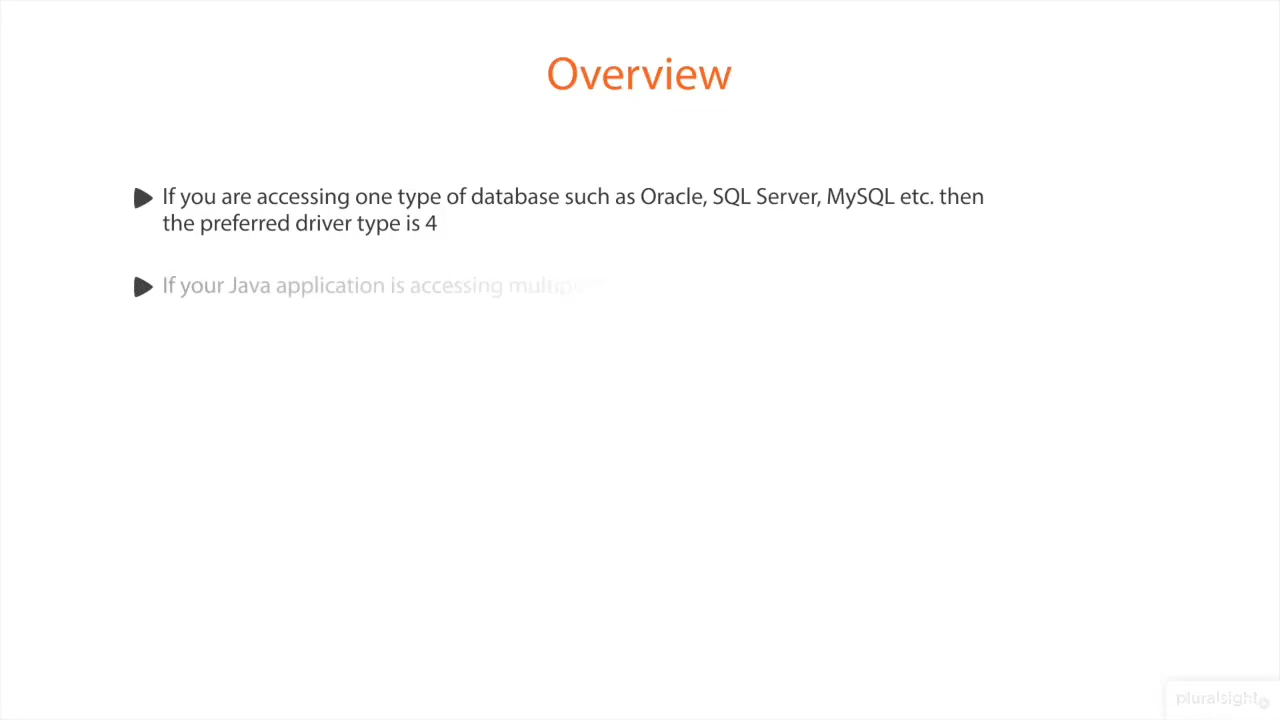 Overview
If you are accessing one type of database such as Oracle, SQL Server, MySQL etc. then
the preferred driver type is 4
If your Java application is accessing
pluralsight